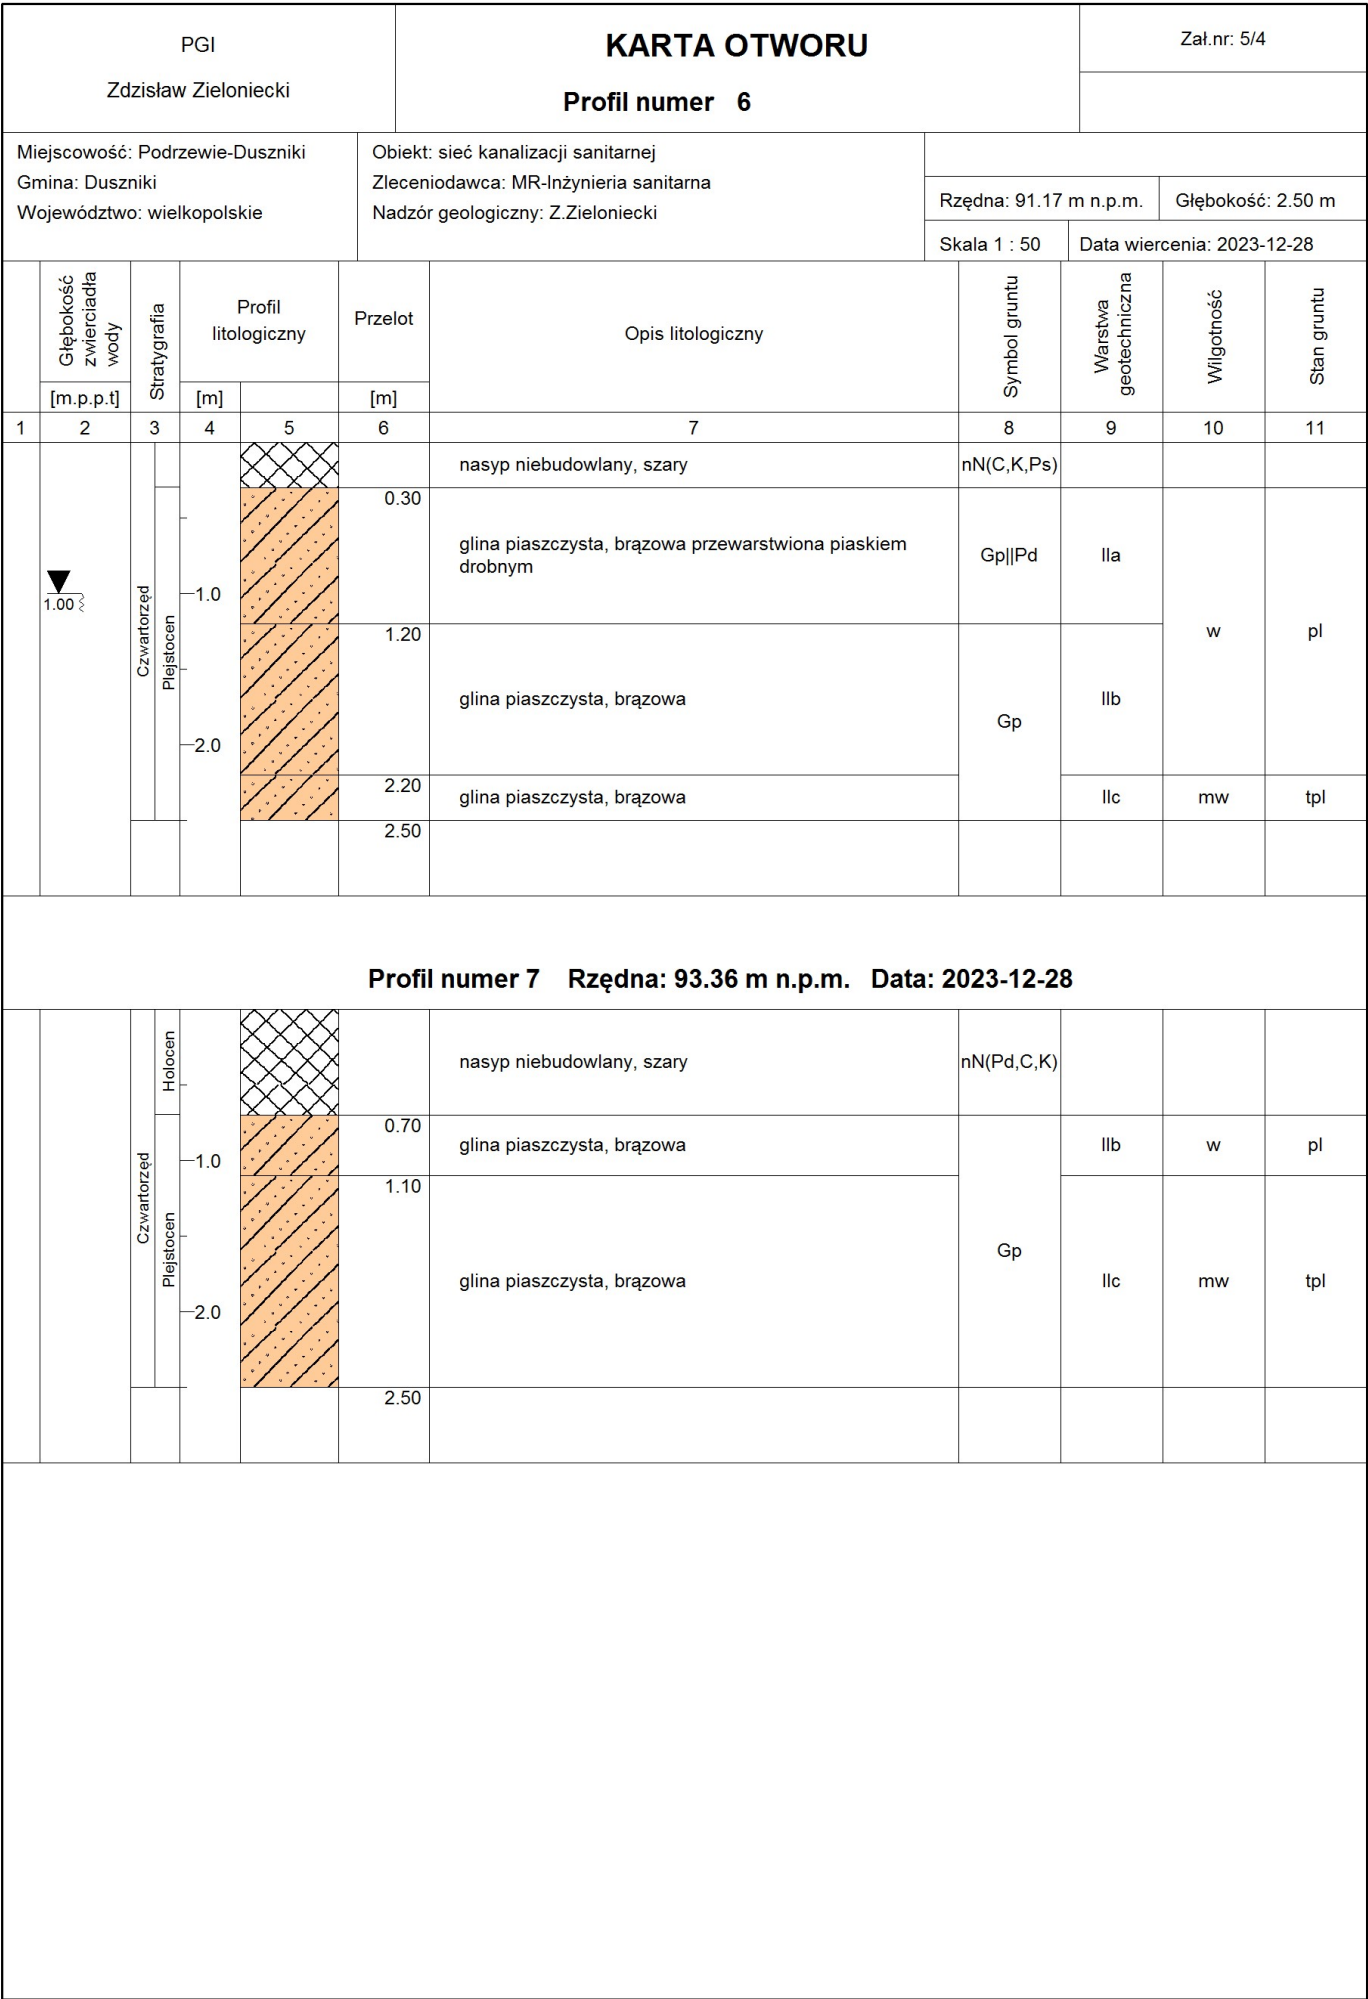 PGI
Zdzisław Zieloniecki
KARTA OTWORU
Profil numer 6
Zał.nr: 5/4
Miejscowość: Podrzewie-Duszniki
Gmina: Duszniki
Województwo: wielkopolskie
Obiekt: sieć kanalizacji sanitarnej
Zleceniodawca: MR-Inżynieria sanitarna
Nadzór geologiczny: Z.Zieloniecki
Rzędna: 91.17 m n.p.m.
Głębokość: 2.50 m
Skala 1 : 50
Data wiercenia: 2023-12-28
Głębokość
zwierciadła
wody
[m.p.p.t]
Stratygrafia
Profil
litologiczny
[m]
Przelot
[m]
Opis litologiczny
Symbol gruntu
Warstwa
geotechniczna
Wilgotność
Stan gruntu
1 2 3 4 5 6 7 8 9 10 11
nasyp niebudowlany, szary
nN(C,K,Ps)
0.30
glina piaszczysta, brązowa przewarstwiona piaskiem
drobnym
Gp||Pd
IIa
1.00
Czwartorzęd
Plejstocen
1.0
1.20
w
pl
glina piaszczysta, brązowa
IIb
Gp
2.0
2.20
glina piaszczysta, brązowa
IIc
mw
tpl
2.50
Profil numer 7 Rzędna: 93.36 m n.p.m. Data: 2023-12-28
Holocen
nasyp niebudowlany, szary
nN(Pd,C,K)
0.70
glina piaszczysta, brązowa
IIb
w
pl
Czwartorzęd
Plejstocen
1.0
1.10
Gp
glina piaszczysta, brązowa
IIc
mw
tpl
2.0
2.50